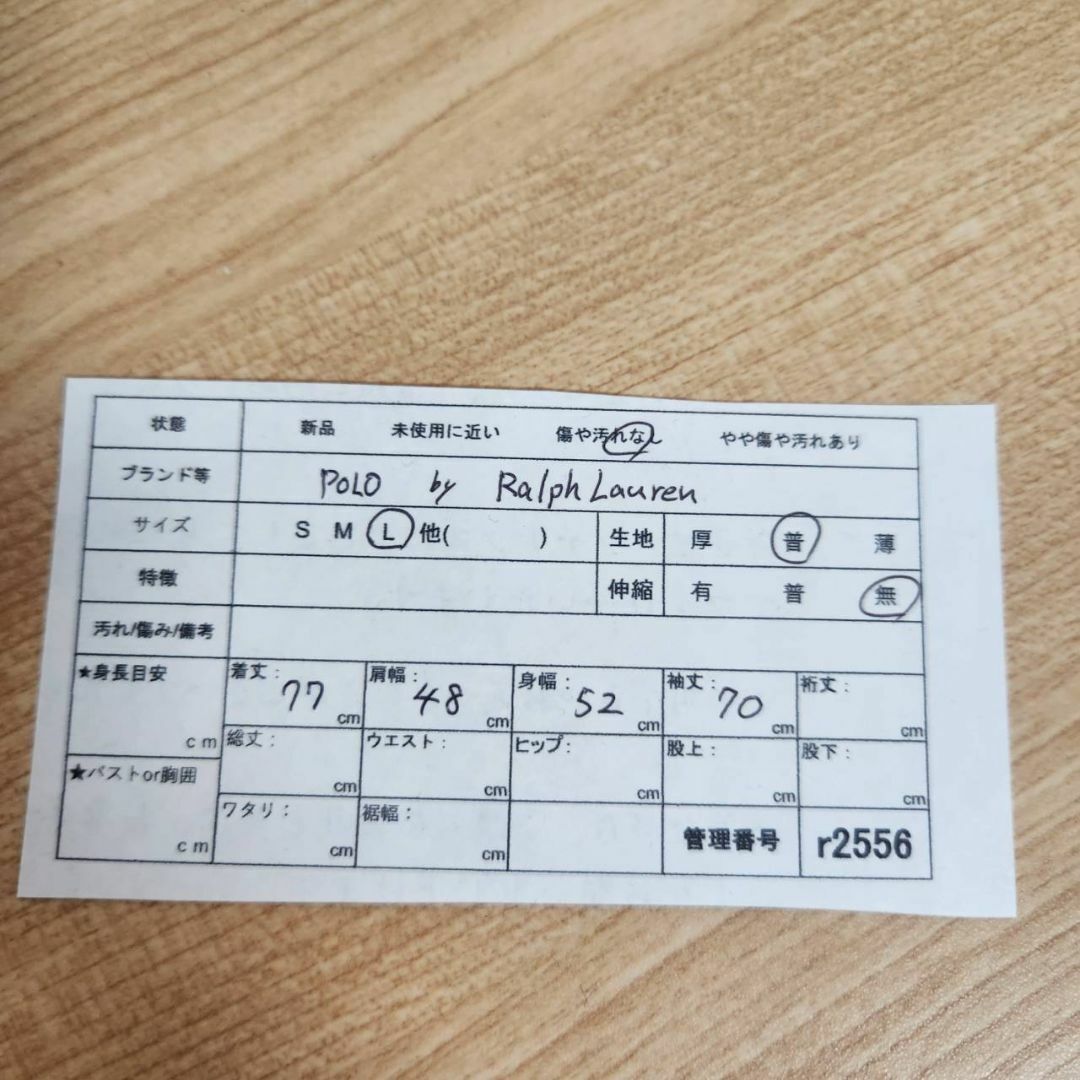 状態 新品 未使用に近い 傷や汚れなし やや傷や汚れあり
ブランド等 POLO by Ralph Lauren
サイズ S M L 他( ) 生地 厚 普 薄
特徴 伸縮 有 普 無
汚れ/傷み/備考
★身長目安 cm 着丈: 77 cm 肩幅: 48 cm 身幅: 52 cm 袖丈: 70 cm 裄丈: cm
総丈: cm ウエスト: cm ヒップ: cm 股上: cm 股下: cm
★バストor胸囲 cm ワタリ: cm 裾幅: cm 管理番号 r2556